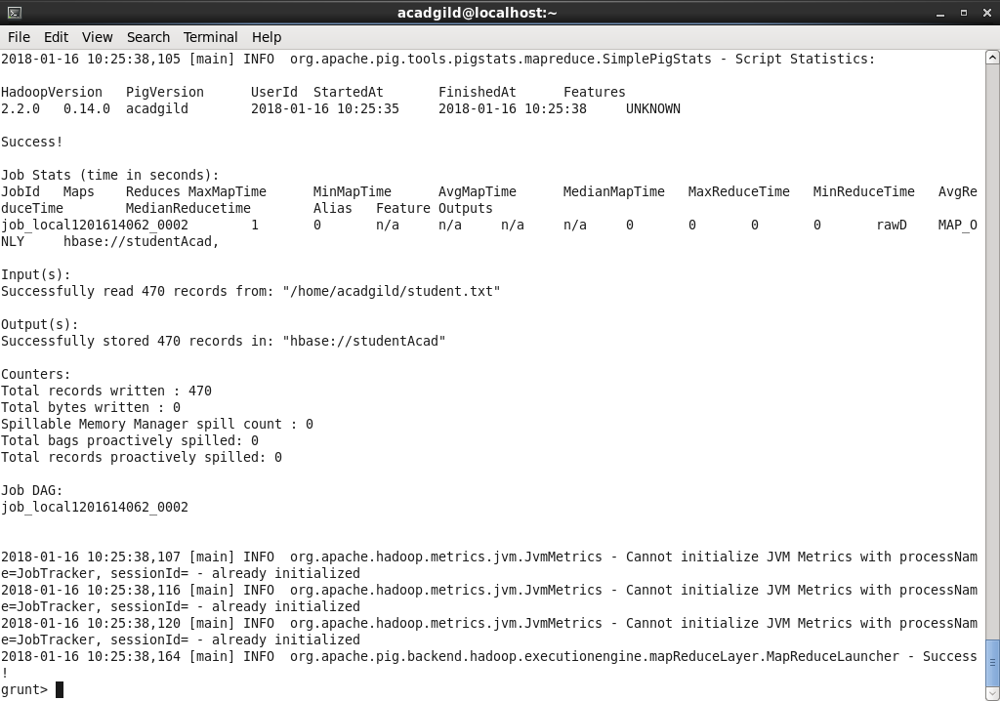 acadgild@localhost:~
File Edit View Search Terminal Help
2018-01-16 10:25:38,105 [main] INFO  org.apache.pig.tools.pigstats.mapreduce.SimplePigStats - Script Statistics:
HadoopVersion   PigVersion      UserId  StartedAt       FinishedAt      Features
2.2.0   0.14.0  acadgild        2018-01-16 10:25:35     2018-01-16 10:25:38     UNKNOWN
Success!
Job Stats (time in seconds):
JobId   Maps    Reduces MaxMapTime      MinMapTime      AvgMapTime      MedianMapTime   MaxReduceTime   MinReduceTime   AvgRe
duceTime        MedianReducetime        Alias   Feature Outputs
job_local1201614062_0002        1       0       n/a     n/a     n/a     n/a     0       0       0       0       rawD    MAP_O
NLY     hbase://studentAcad,
Input(s):
Successfully read 470 records from: "/home/acadgild/student.txt"
Output(s):
Successfully stored 470 records in: "hbase://studentAcad"
Counters:
Total records written : 470
Total bytes written : 0
Spillable Memory Manager spill count : 0
Total bags proactively spilled: 0
Total records proactively spilled: 0
Job DAG:
job_local1201614062_0002
2018-01-16 10:25:38,107 [main] INFO  org.apache.hadoop.metrics.jvm.JvmMetrics - Cannot initialize JVM Metrics with processNam
e=JobTracker, sessionId= - already initialized
2018-01-16 10:25:38,116 [main] INFO  org.apache.hadoop.metrics.jvm.JvmMetrics - Cannot initialize JVM Metrics with processNam
e=JobTracker, sessionId= - already initialized
2018-01-16 10:25:38,120 [main] INFO  org.apache.hadoop.metrics.jvm.JvmMetrics - Cannot initialize JVM Metrics with processNam
e=JobTracker, sessionId= - already initialized
2018-01-16 10:25:38,164 [main] INFO  org.apache.pig.backend.hadoop.executionengine.mapReduceLayer.MapReduceLauncher - Success
!
grunt>